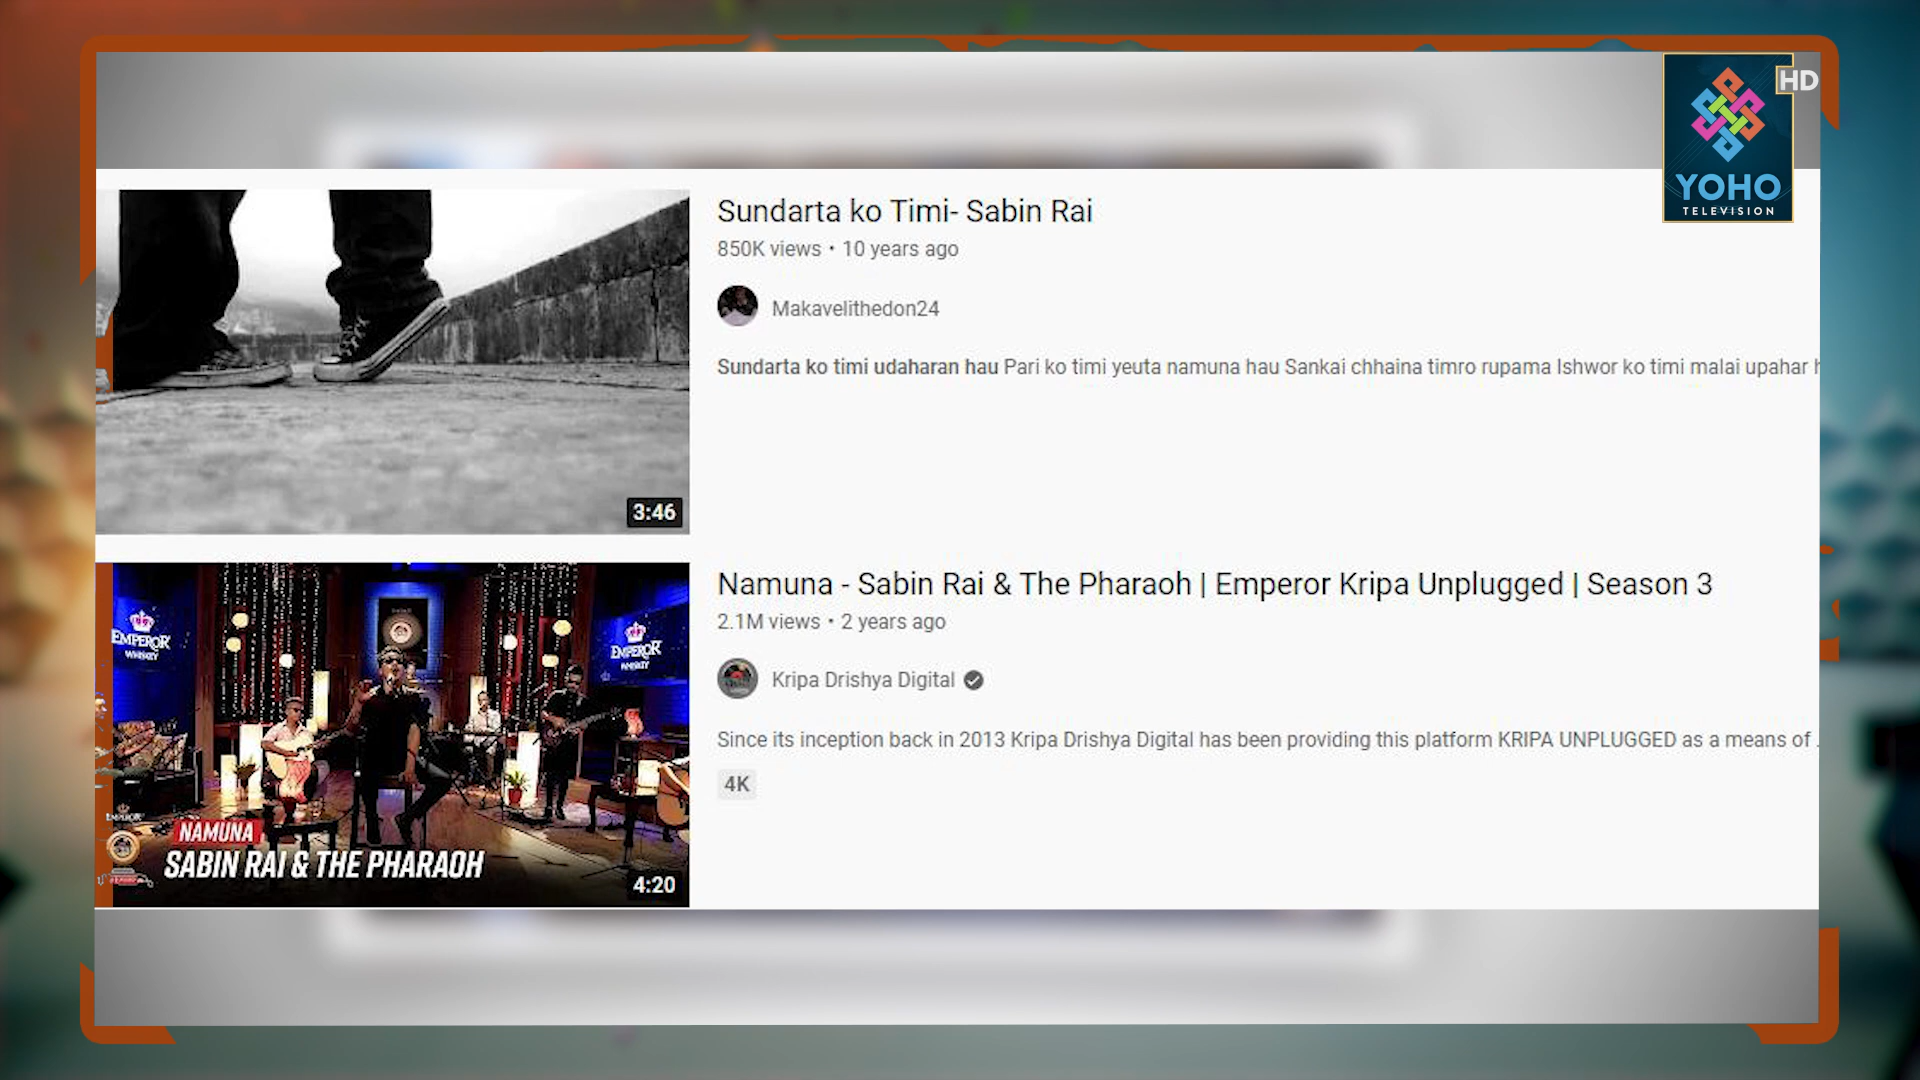 HD
YOHO
TELEVISION
Sundarta ko Timi- Sabin Rai
850K views • 10 years ago
Makavelithedon24
Sundarta ko timi udaharan hau Pari ko timi yeuta namuna hau Sankai chhaina timro rupama Ishwor ko timi malai upahar
3:46
Namuna - Sabin Rai & The Pharaoh | Emperor Kripa Unplugged | Season 3
2.1M views • 2 years ago
Kripa Drishya Digital
Since its inception back in 2013 Kripa Drishya Digital has been providing this platform KRIPA UNPLUGGED as a means of
4K
EMPEROR
WHISKEY
EMPEROR
WHISKEY
NAMUNA
SABIN RAI & THE PHARAOH
4:20